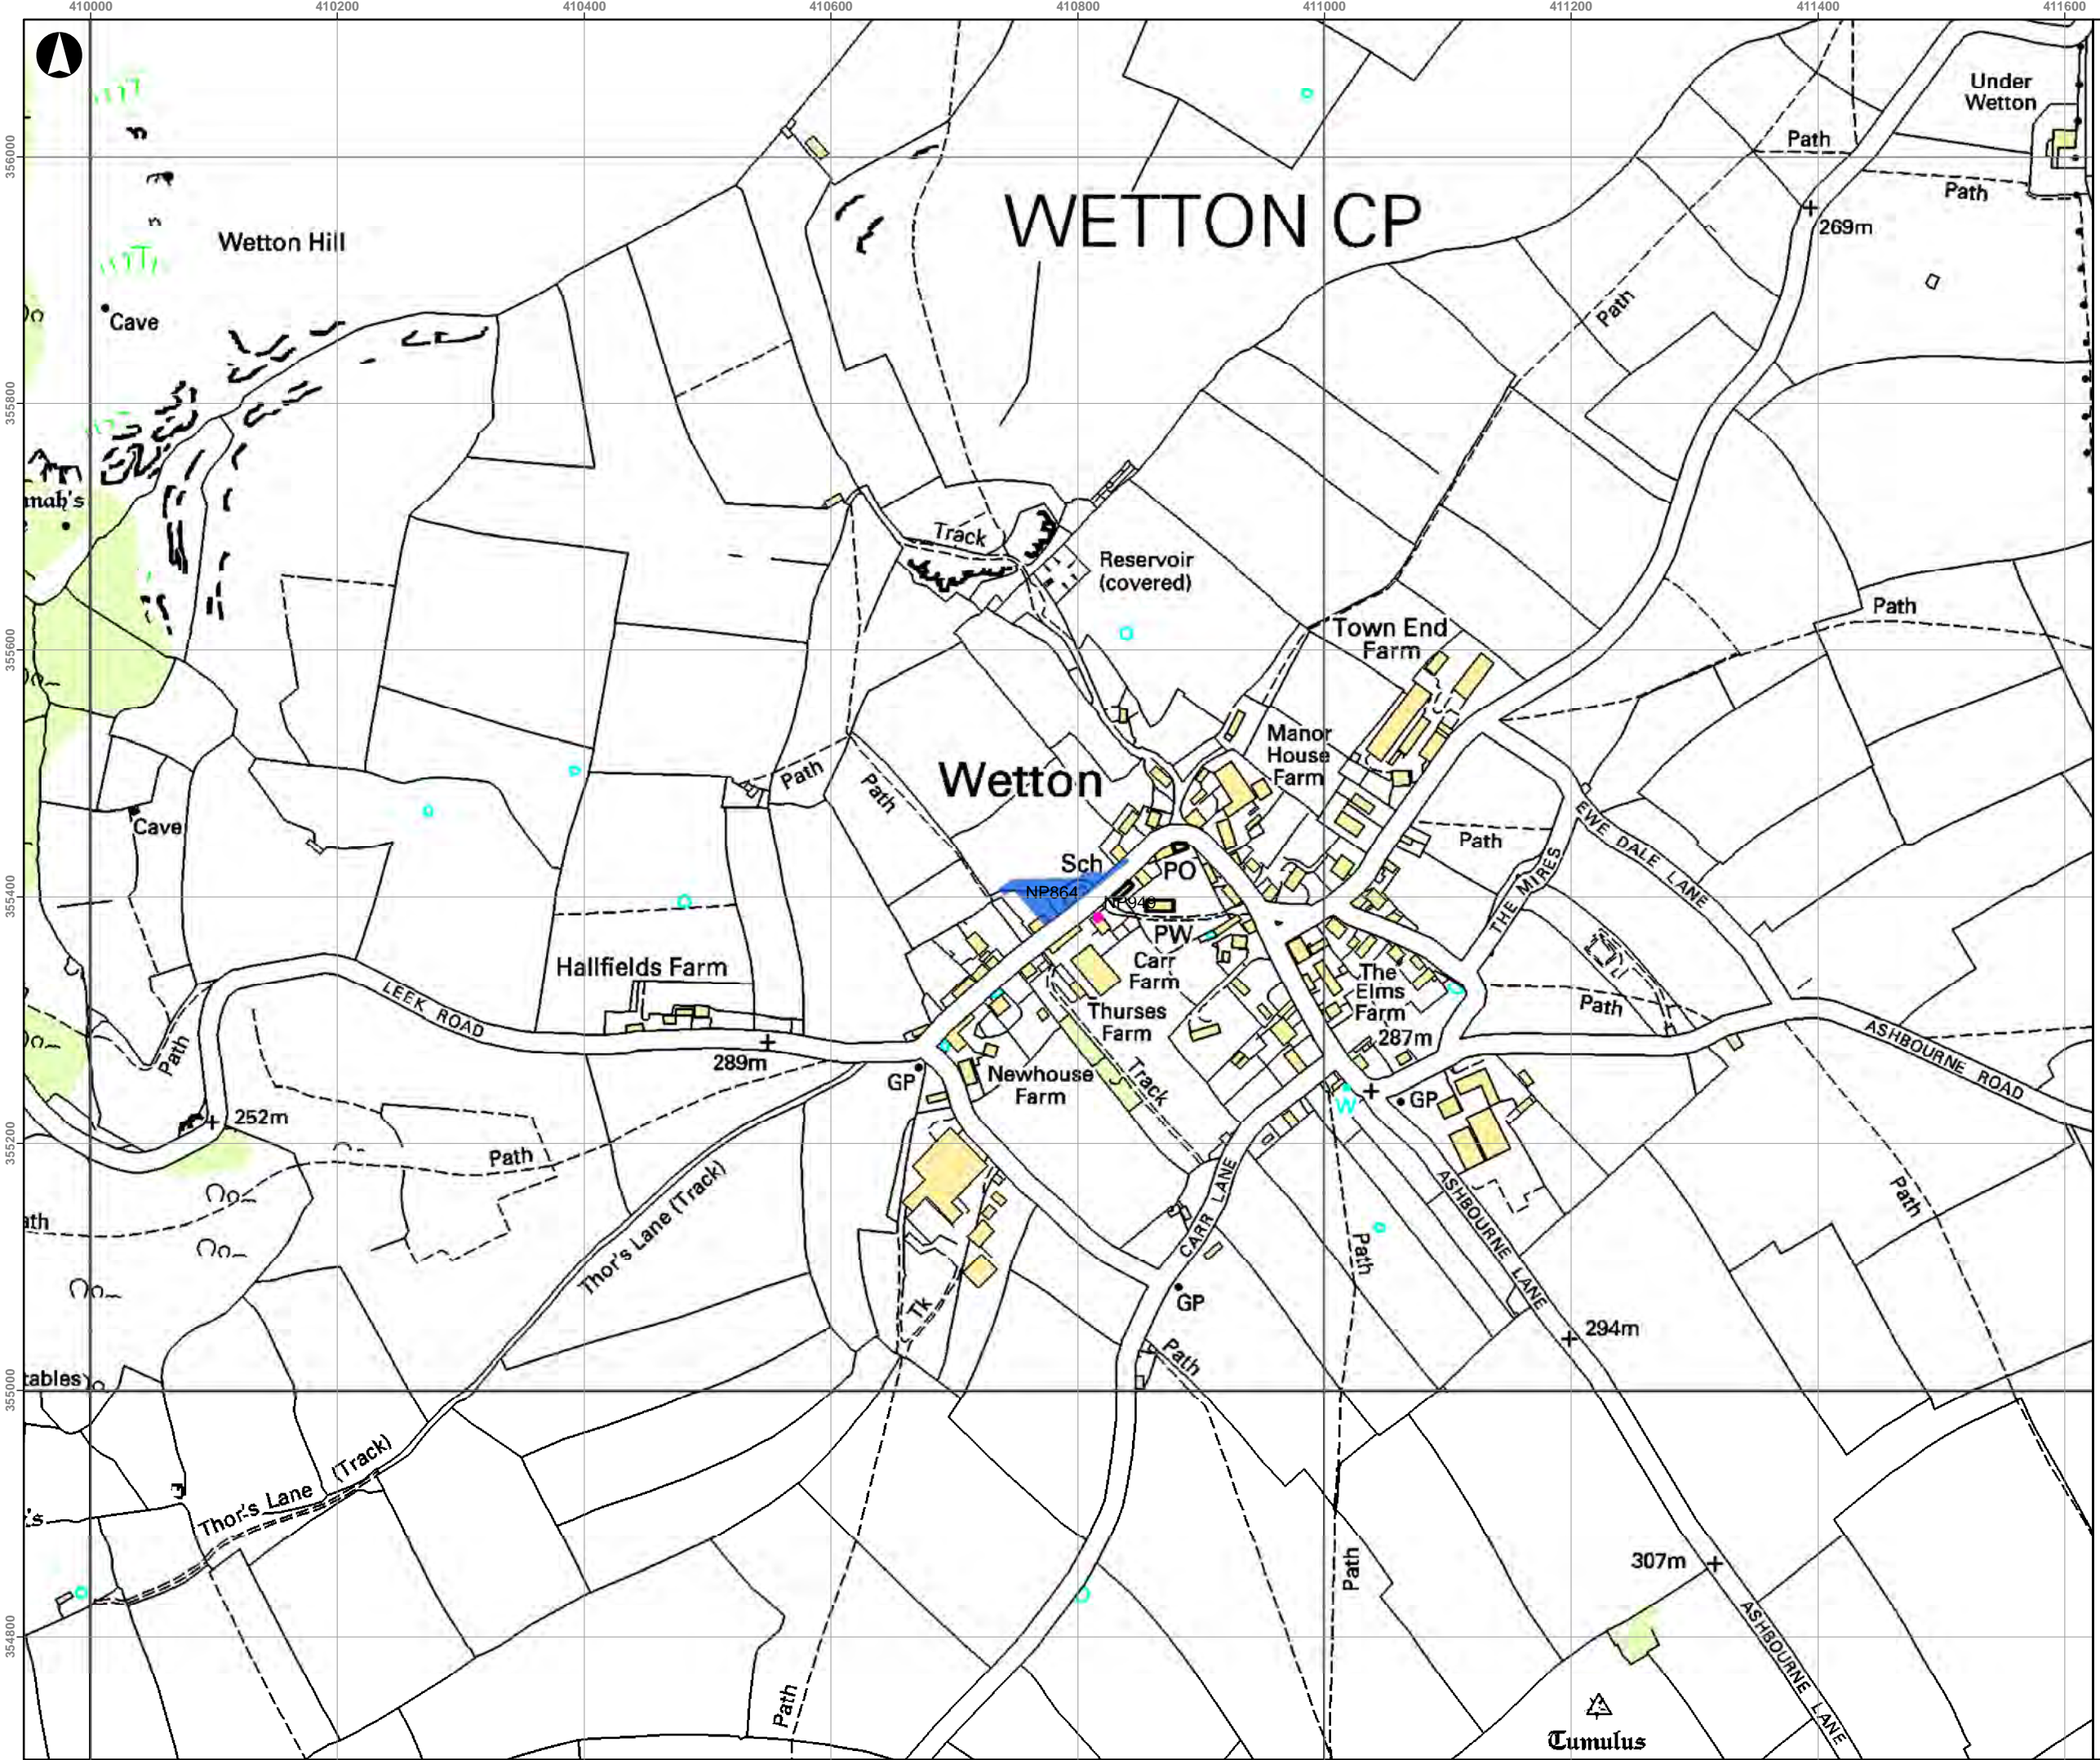 410000 410200 410400 410600 410800 411000 411200 411400 411600
356000
355800
355600
355400
355200
355000
354800
Under
Wetton
Path
Path
269m
WETTON CP
Wetton Hill
Cave
Path
nah's
Track
Reservoir
(covered)
Town End
Farm
Path
Manor
House
Farm
Wetton
Path
Path
Cave
EWE DALE LANE
Path
THE MIRES
Sch
PO
NP864
NP949
PW
Carr
Farm
Hallfields Farm
LEEK ROAD
The
Elms
Farm
Path
Thurses
Farm
287m
ASHBOURNE ROAD
289m
Path
GP
Newhouse
Farm
Track
W
GP
252m
Path
Thor's Lane (Track)
CARR LANE
ASHBOURNE LANE
Path
ath
Path
GP
Tk
294m
Path
tables)
Thor's Lane (Track)
's
307m
Path
ASHBOURNE LANE
Path
Tumulus